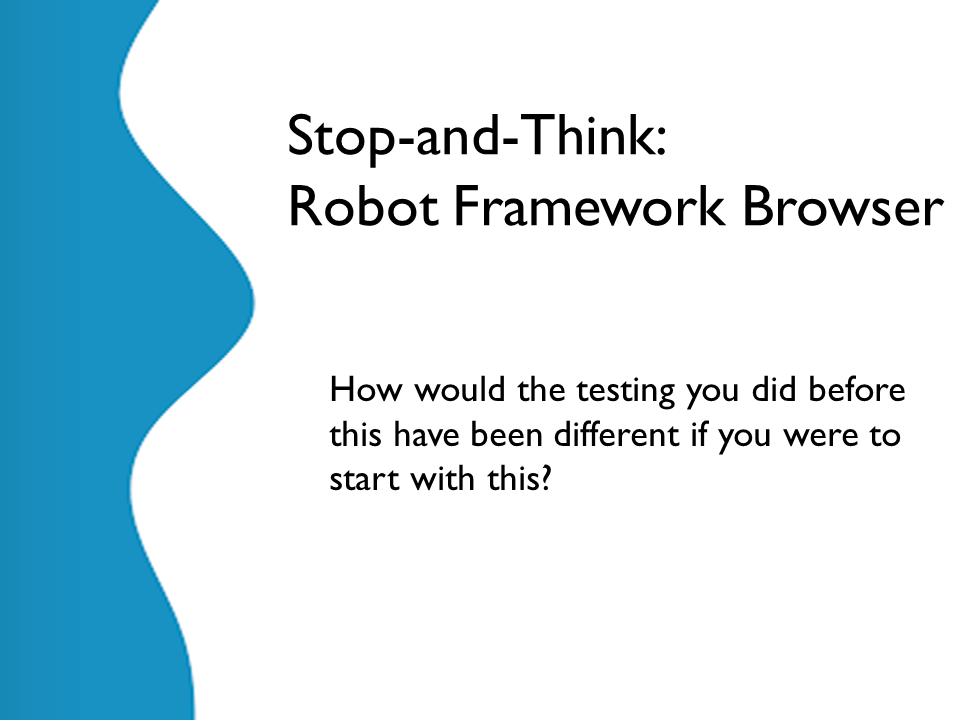 Stop-and-Think:
Robot Framework Browser
How would the testing you did before
this have been different if you were to
start with this?